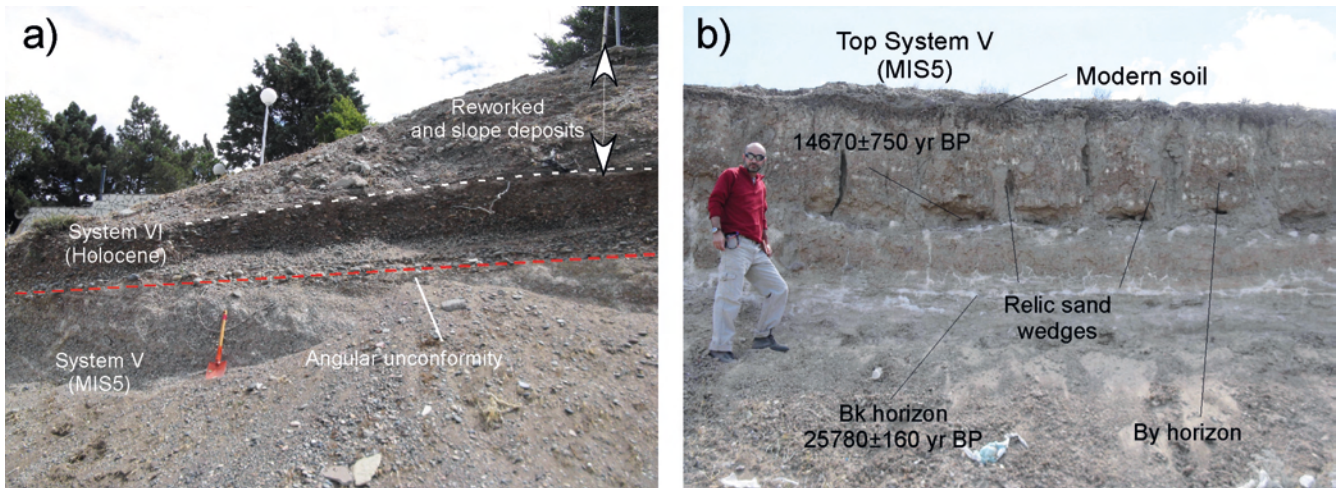 a)
Reworked
and slope deposits
System VI
(Holocene)
System V
(MIS5)
Angular unconformity
b)
Top System V
(MIS5)
Modern soil
14670±750 yr BP
Relic sand
wedges
Bk horizon
25780±160 yr BP
By horizon